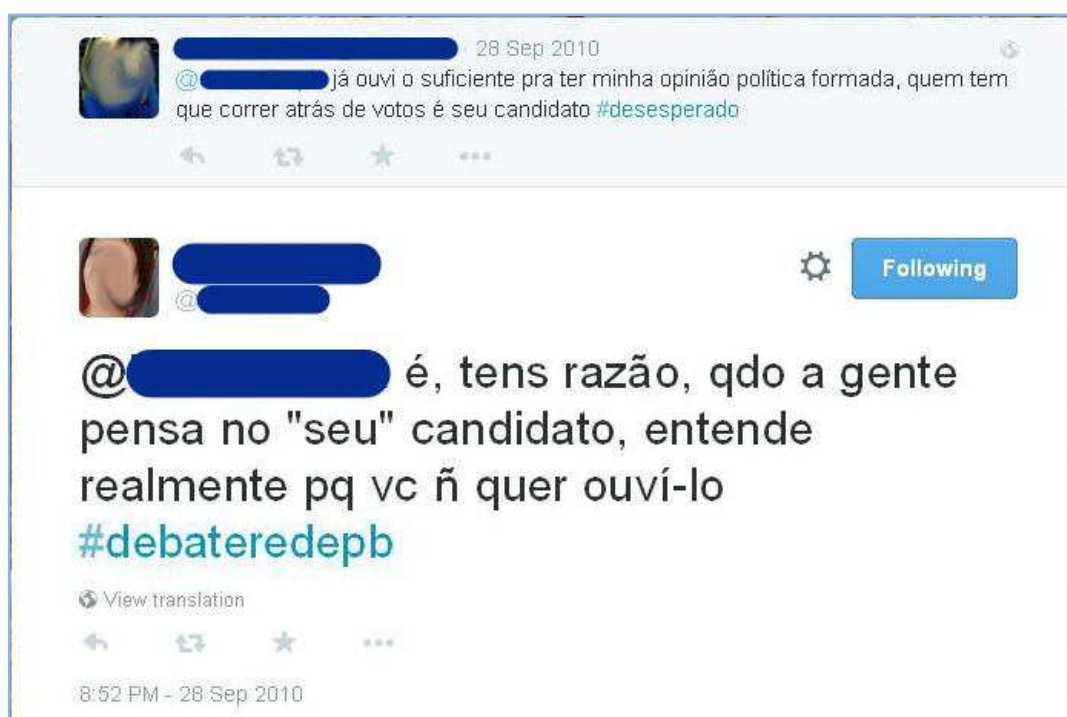 28 Sep 2010
@ já ouvi o suficiente pra ter minha opinião política formada, quem tem
que correr atrás de votos é seu candidato #desesperado
Following
@
@ é, tens razão, qdo a gente
pensa no "seu" candidato, entende
realmente pq vc ñ quer ouví-lo
#debateredepb
View translation
8:52 PM - 28 Sep 2010